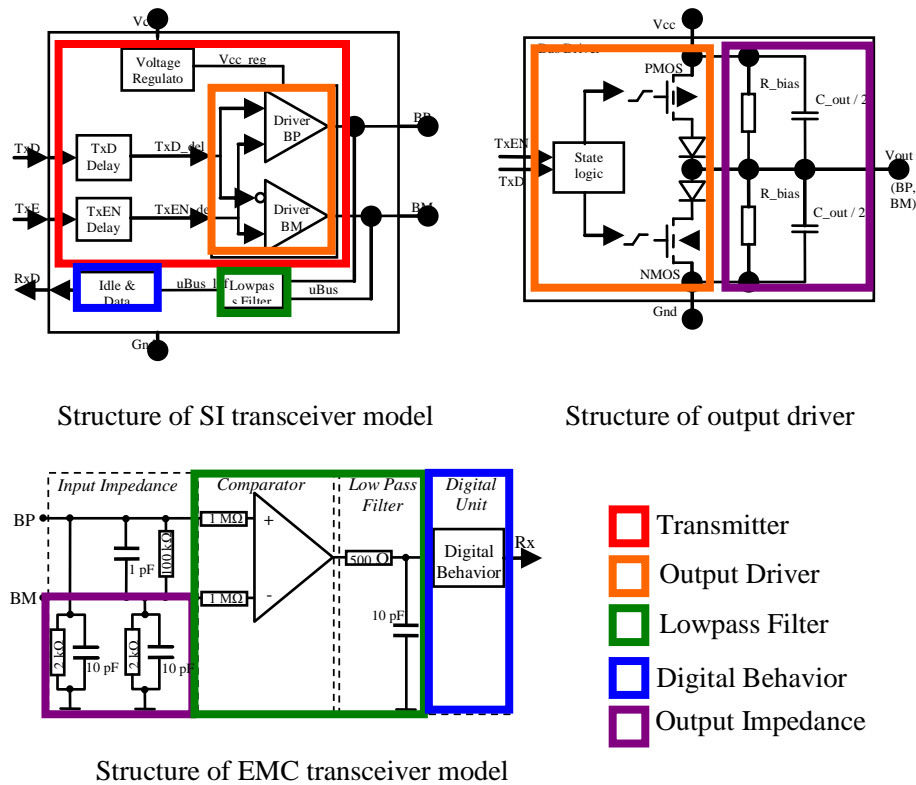 Vc
Voltage
Regulato
Vcc_reg
Driver
BP
BP
TxD
TxD
Delay
TxD_del
TxE
TxEN
Delay
TxEN_de
Driver
BM
BM
RxD
Idle &
Data
uBus_l
f
Lowpas
s Filter
uBus
Gn
Structure of SI transceiver model
Vcc
Bus Driver
PMOS
R_bias
C_out / 2
TxEN
TxD
State
logic
Vout
(BP,
BM)
R_bias
C_out / 2
NMOS
Gnd
Structure of output driver
Input Impedance
Comparator
Low Pass
Filter
Digital
Unit
BP
1 MΩ
+
1 pF
100 kΩ
500 Ω
Digital
Behavior
Rx
BM
1 MΩ
-
2 kΩ
10 pF
2 kΩ
10 pF
10 pF
Structure of EMC transceiver model
Transmitter
Output Driver
Lowpass Filter
Digital Behavior
Output Impedance